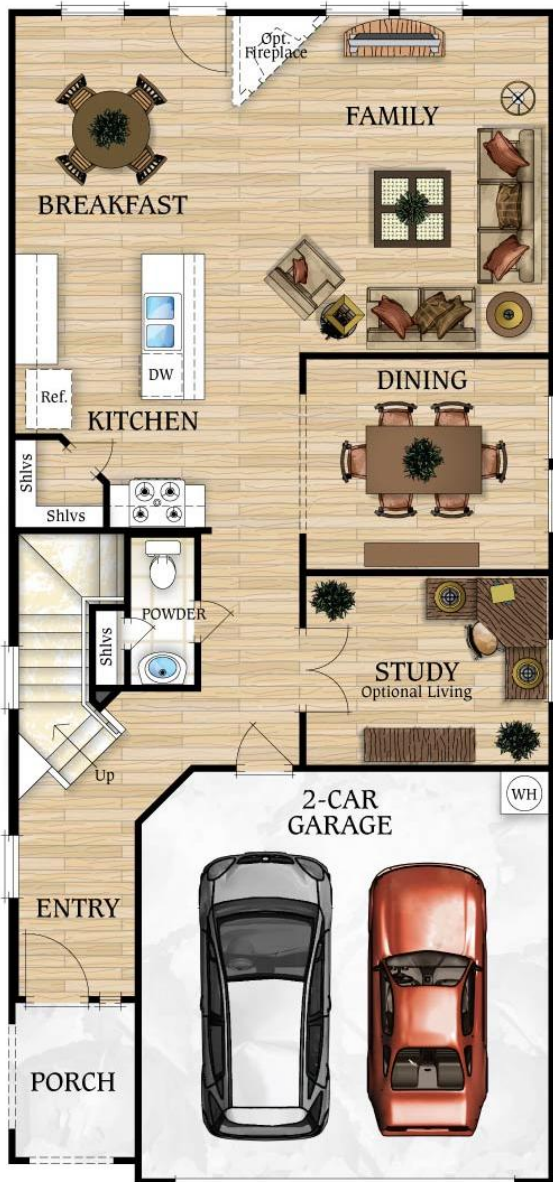 Opt.
Fireplace
FAMILY
BREAKFAST
DW
Ref.
KITCHEN
DINING
Shlvs
Shlvs
POWDER
Shlvs
STUDY
Optional Living
Up
WH
2-CAR
GARAGE
ENTRY
PORCH